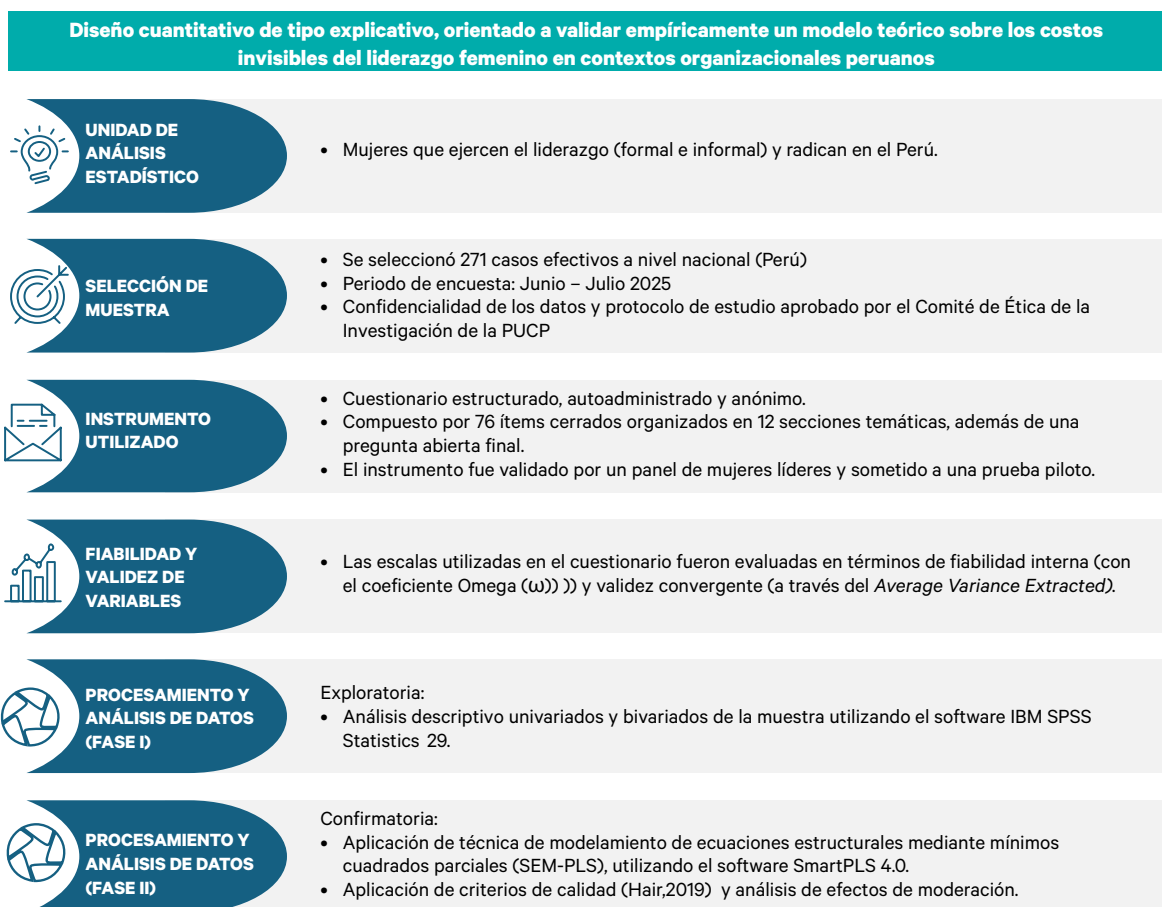 Diseño cuantitativo de tipo explicativo, orientado a validar empíricamente un modelo teórico sobre los costos
invisibles del liderazgo femenino en contextos organizacionales peruanos
UNIDAD DE
ANÁLISIS
ESTADÍSTICO
• Mujeres que ejercen el liderazgo (formal e informal) y radican en el Perú.
SELECCIÓN DE
MUESTRA
• Se seleccionó 271 casos efectivos a nivel nacional (Perú)
• Periodo de encuesta: Junio – Julio 2025
• Confidencialidad de los datos y protocolo de estudio aprobado por el Comité de Ética de la
Investigación de la PUCP
INSTRUMENTO
UTILIZADO
• Cuestionario estructurado, autoadministrado y anónimo.
• Compuesto por 76 ítems cerrados organizados en 12 secciones temáticas, además de una
pregunta abierta final.
• El instrumento fue validado por un panel de mujeres líderes y sometido a una prueba piloto.
FIABILIDAD Y
VALIDEZ DE
VARIABLES
• Las escalas utilizadas en el cuestionario fueron evaluadas en términos de fiabilidad interna (con
el coeficiente Omega (ω)) )) y validez convergente (a través del Average Variance Extracted).
PROCESAMIENTO Y
ANÁLISIS DE DATOS
(FASE I)
Exploratoria:
• Análisis descriptivo univariados y bivariados de la muestra utilizando el software IBM SPSS
Statistics 29.
PROCESAMIENTO Y
ANÁLISIS DE DATOS
(FASE II)
Confirmatoria:
• Aplicación de técnica de modelamiento de ecuaciones estructurales mediante mínimos
cuadrados parciales (SEM-PLS), utilizando el software SmartPLS 4.0.
• Aplicación de criterios de calidad (Hair,2019) y análisis de efectos de moderación.